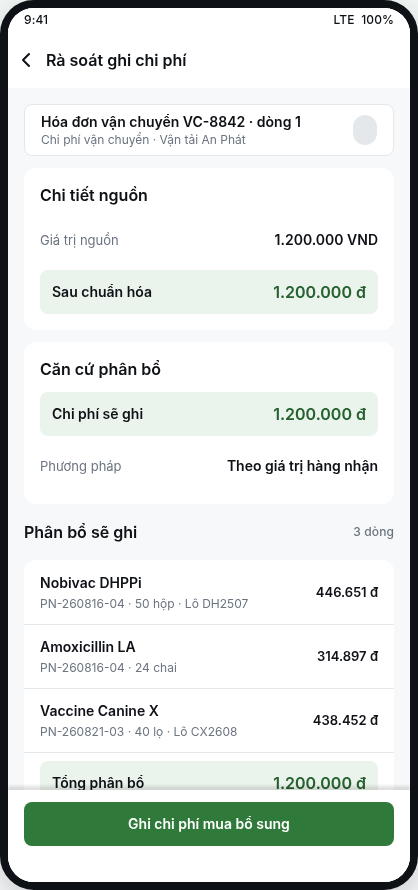 9:41
LTE 100%
Rà soát ghi chi phí
Hóa đơn vận chuyển VC-8842 · dòng 1
Chi phí vận chuyển · Vận tải An Phát
Chi tiết nguồn
Giá trị nguồn
1.200.000 VND
Sau chuẩn hóa
1.200.000 đ
Căn cứ phân bổ
Chi phí sẽ ghi
1.200.000 đ
Phương pháp
Theo giá trị hàng nhận
Phân bổ sẽ ghi
3 dòng
Nobivac DHPPi
446.651 đ
PN-260816-04 · 50 hộp · Lô DH2507
Amoxicillin LA
314.897 đ
PN-260816-04 · 24 chai
Vaccine Canine X
438.452 đ
PN-260821-03 · 40 lọ · Lô CX2608
Tổng phân bổ
1.200.000 đ
Ghi chi phí mua bổ sung